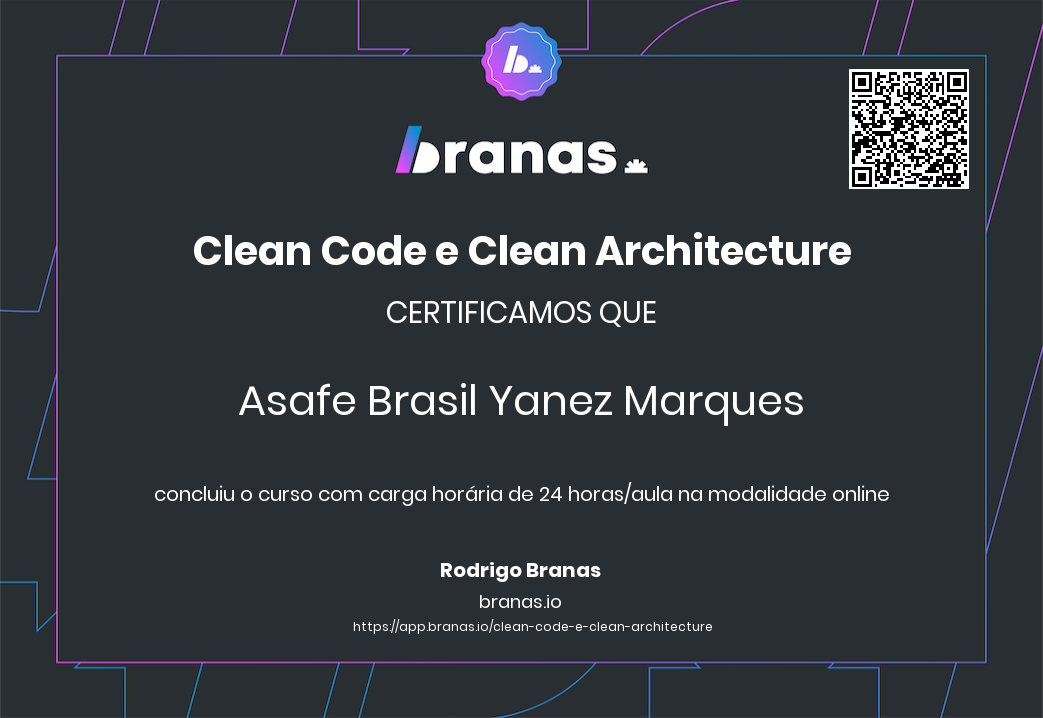 b
branas
Clean Code e Clean Architecture
CERTIFICAMOS QUE
Asafe Brasil Yanez Marques
concluiu o curso com carga horária de 24 horas/aula na modalidade online
Rodrigo Branas
branas.io
https://app.branas.io/clean-code-e-clean-architecture